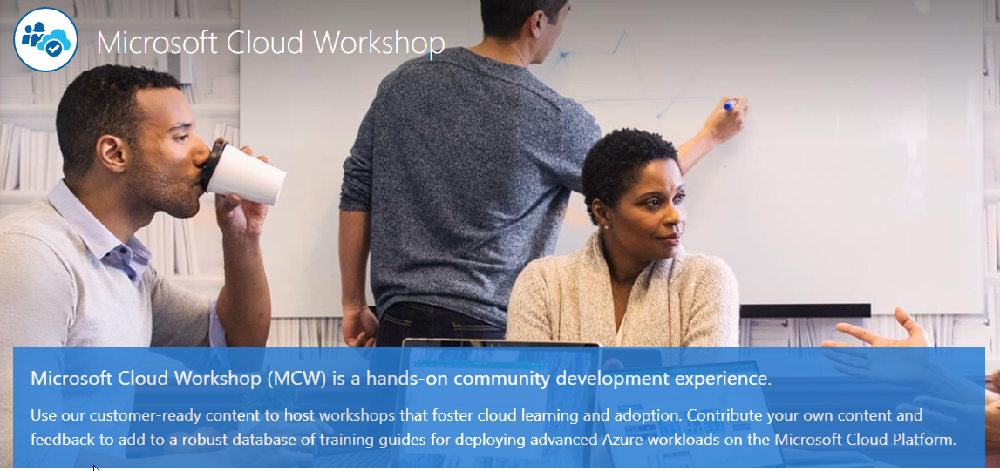 Microsoft Cloud Workshop
Microsoft Cloud Workshop (MCW) is a hands-on community development experience.
Use our customer-ready content to host workshops that foster cloud learning and adoption. Contribute your own content and
feedback to add to a robust database of training guides for deploying advanced Azure workloads on the Microsoft Cloud Platform.